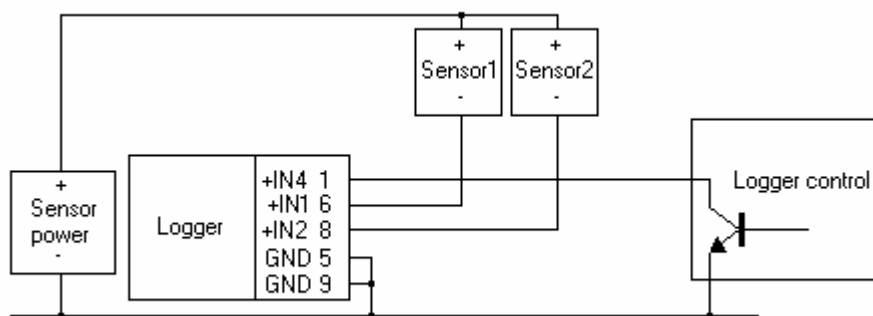 +
Sensor1
-
+
Sensor2
-
+
Sensor
power
-
Logger
+IN4 1
+IN1 6
+IN2 8
GND 5
GND 9
Logger control